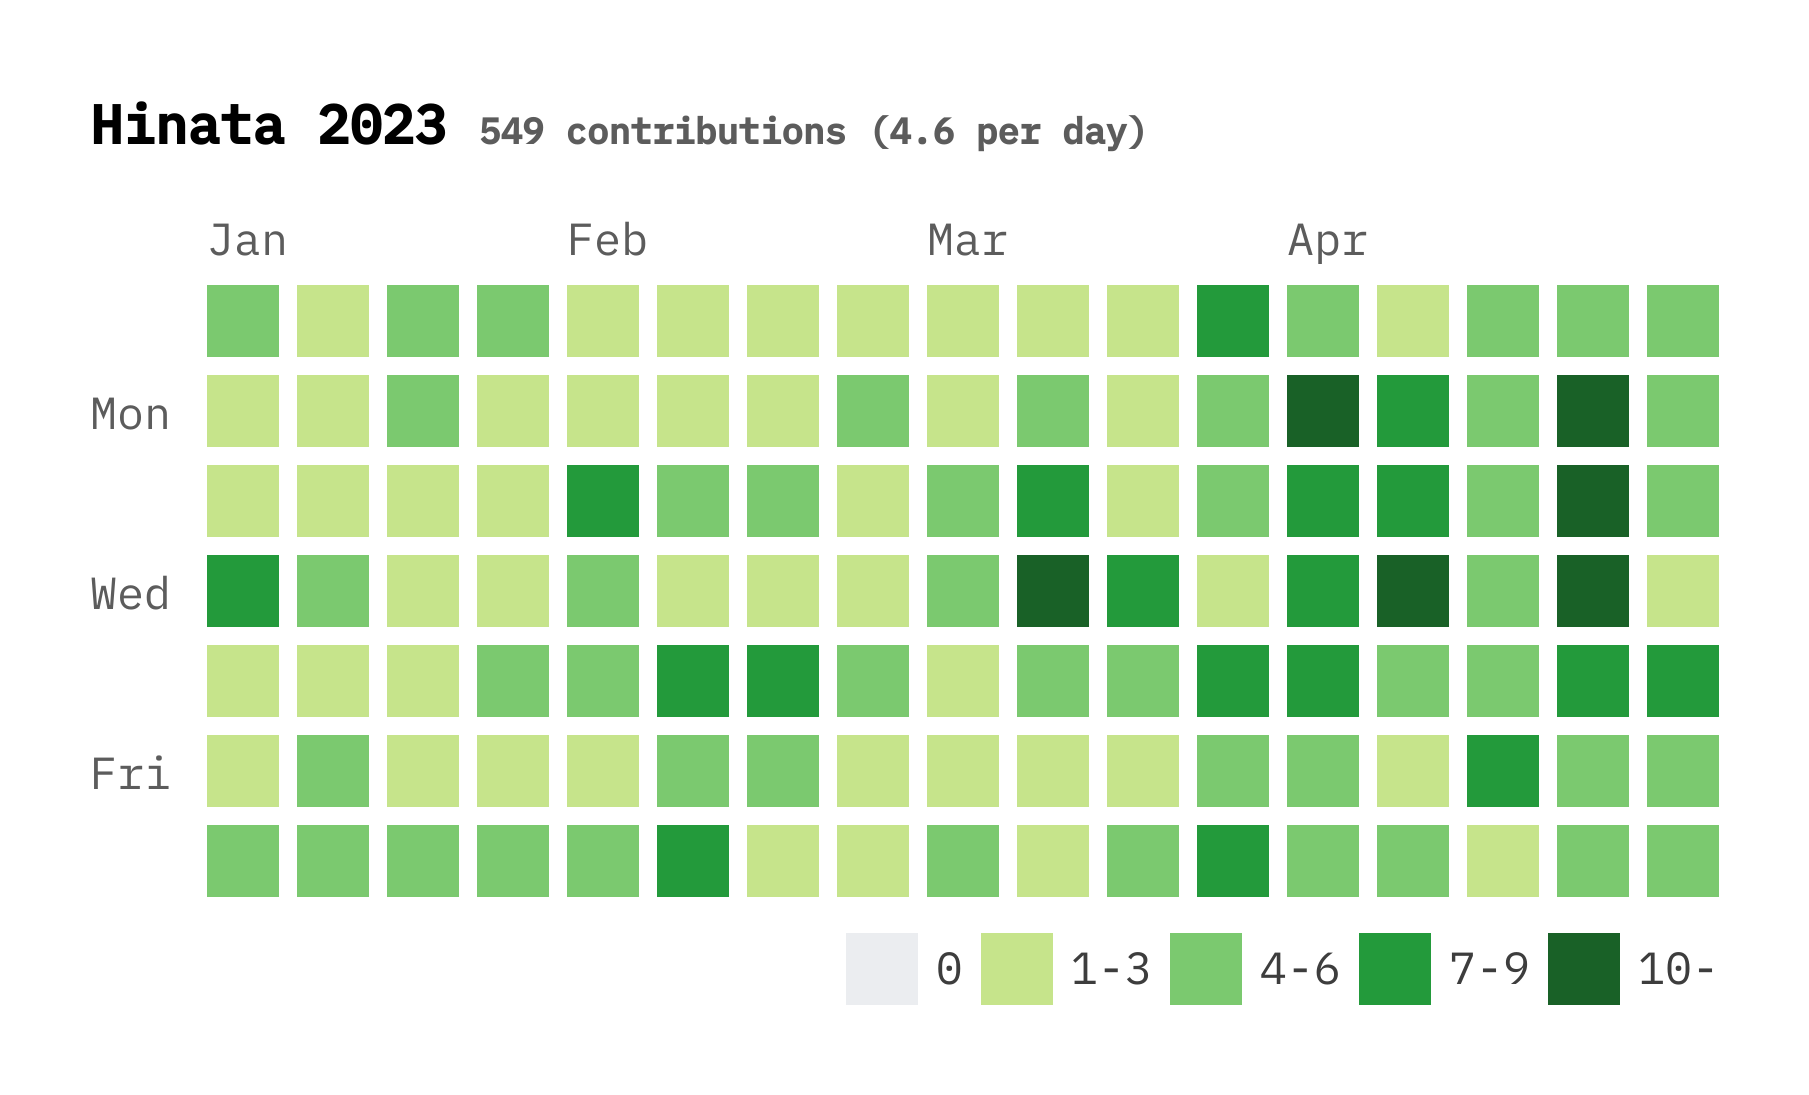 Hinata 2023 549 contributions (4.6 per day)
Jan Feb Mar Apr
Mon
Wed
Fri
0 1-3 4-6 7-9 10-